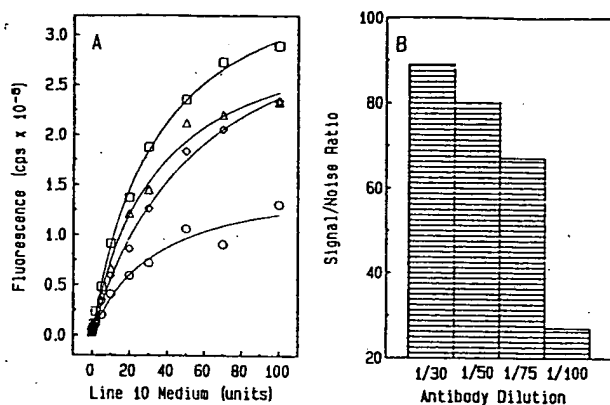 A
Fluorescence (cps x 10⁻⁸)
3.0
2.5
2.0
1.5
1.0
0.5
0.0
0 20 40 60 80 100
Line 10 Medium (units)
B
Signal/Noise Ratio
100
80
60
40
20
1/30 1/50 1/75 1/100
Antibody Dilution